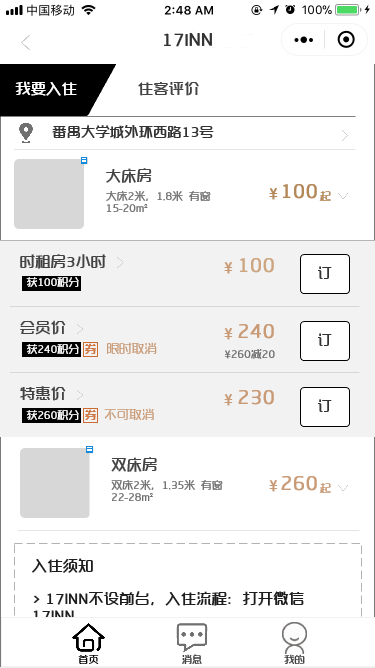 中国移动 2:48 AM 100%
17INN
我要入住 住客评价
番禺大学城外环西路13号
大床房
大床2米，1.8米 有窗
15-20m²
¥100起
时租房3小时 ¥100 订
获100积分
会员价 ¥240 订
获240积分 券 限时取消 ¥260减20
特惠价 ¥230 订
获260积分 券 不可取消
双床房
双床2米，1.35米 有窗
22-28m²
¥260起
入住须知
> 17INN不设前台，入住流程：打开微信
17INN
首页 消息 我的